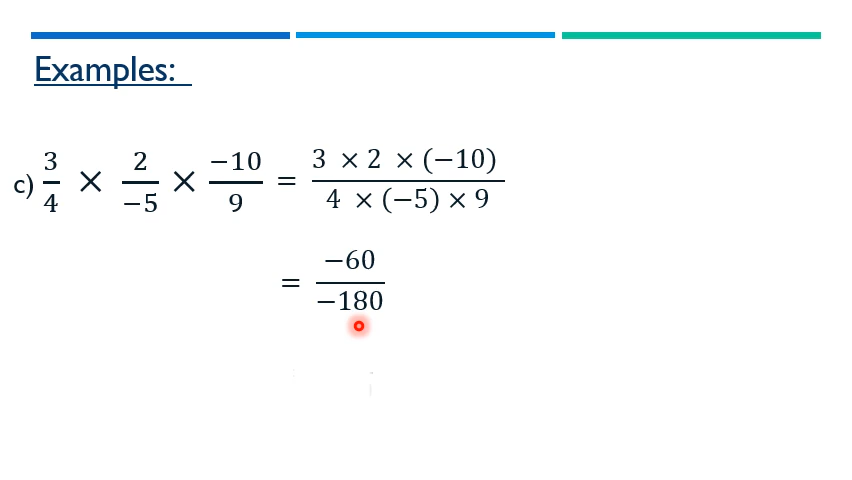 Examples:
c) 3/4 × 2/−5 × −10/9 = 3 × 2 × (−10)/4 × (−5) × 9
= −60/−180